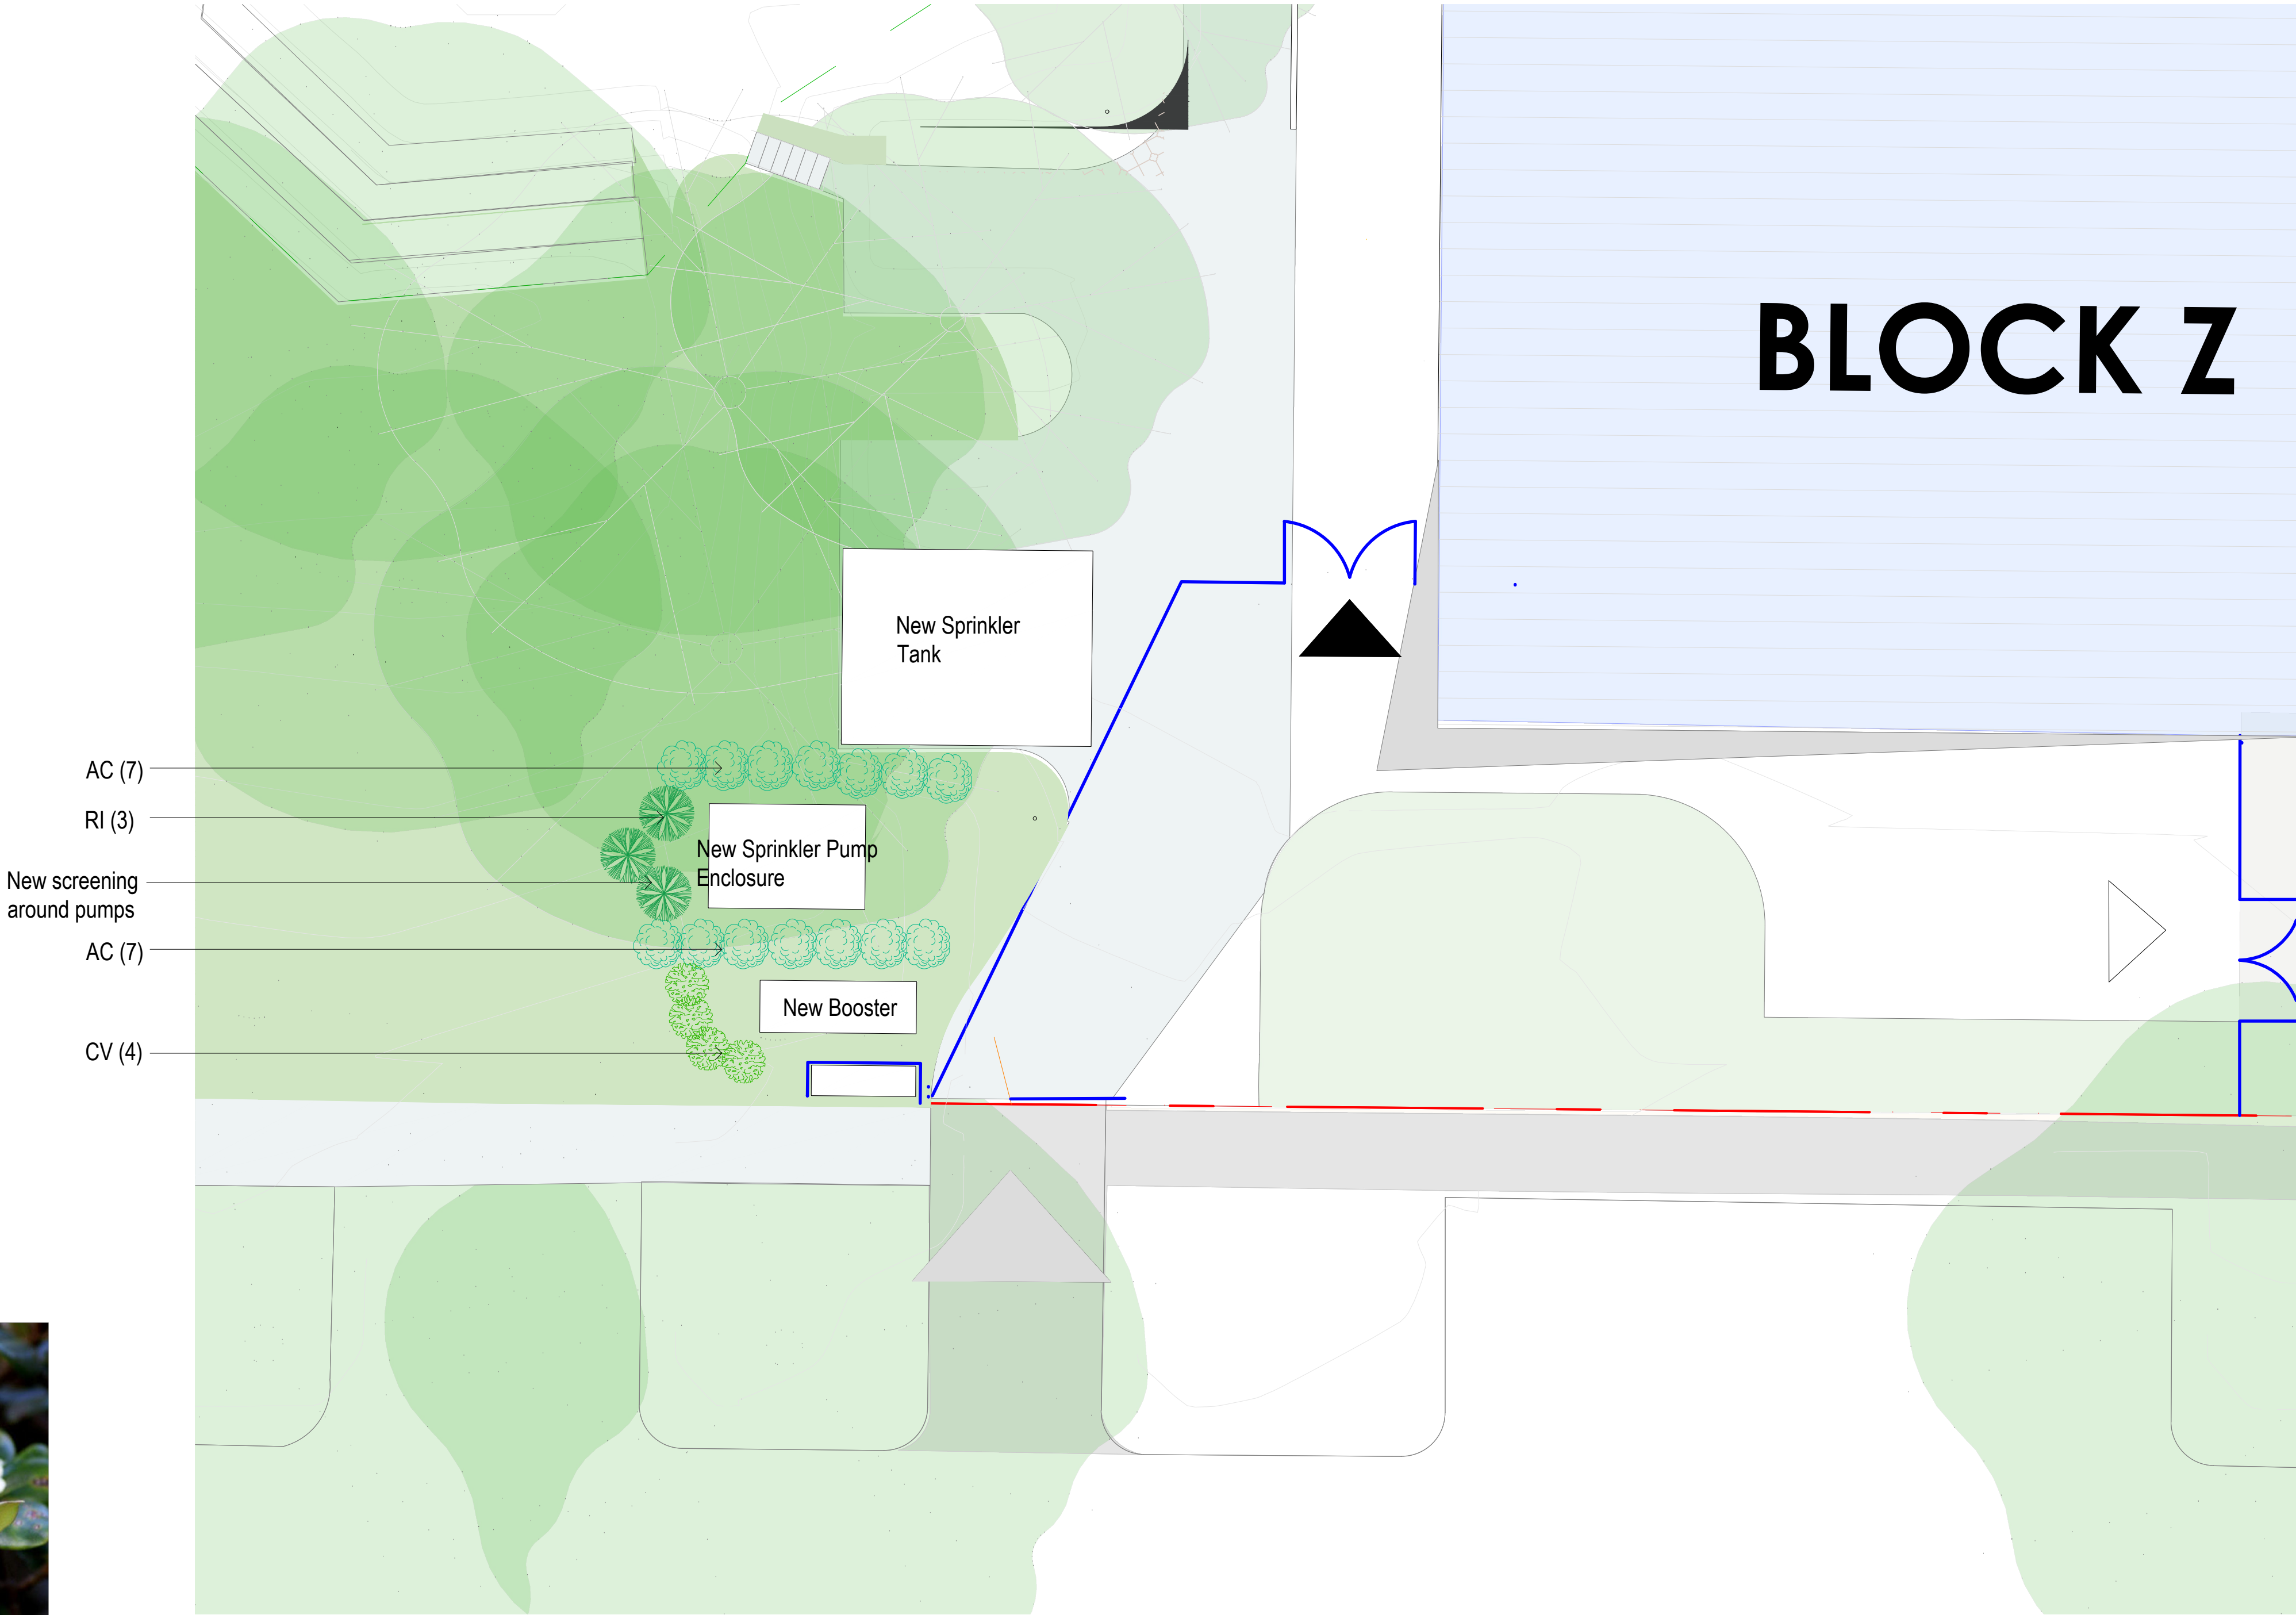 BLOCK Z
New Sprinkler
Tank
AC (7)
RI (3)
New Sprinkler Pump
Enclosure
New screening
around pumps
AC (7)
New Booster
CV (4)